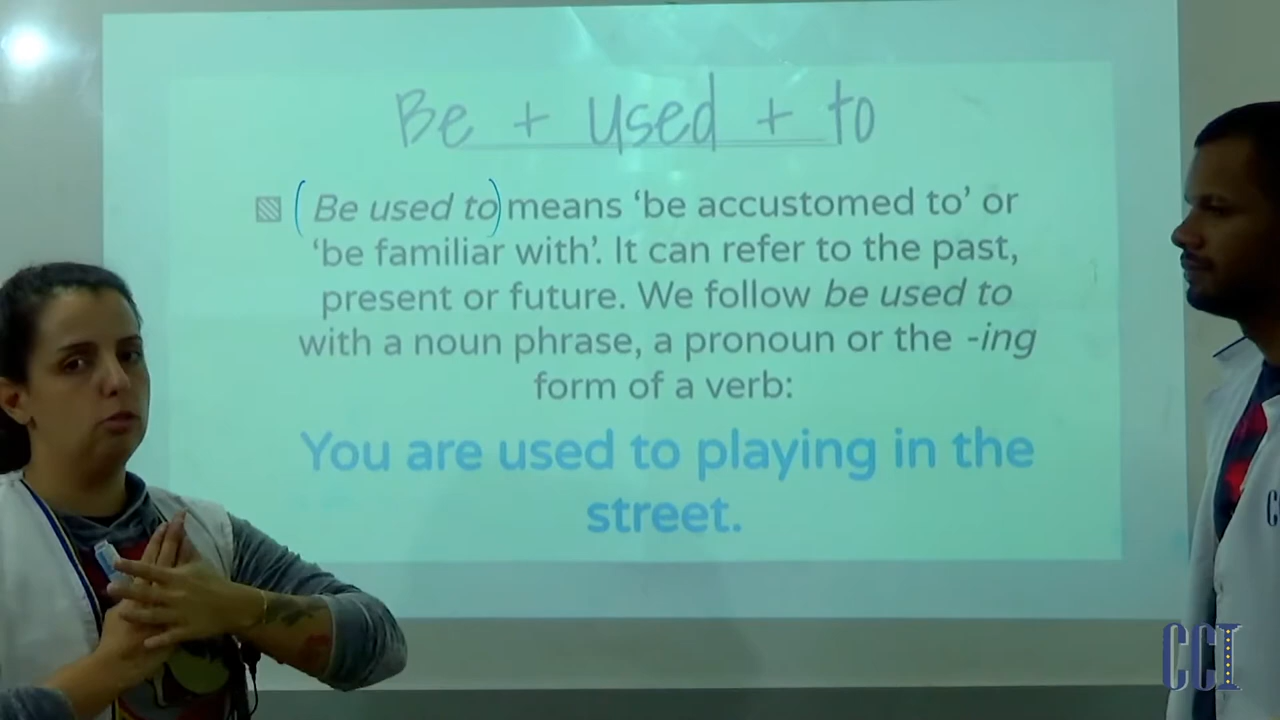 Be + used + to
(Be used to) means ‘be accustomed to’ or
‘be familiar with’. It can refer to the past,
present or future. We follow be used to
with a noun phrase, a pronoun or the -ing
form of a verb:
You are used to playing in the
street.
CCI